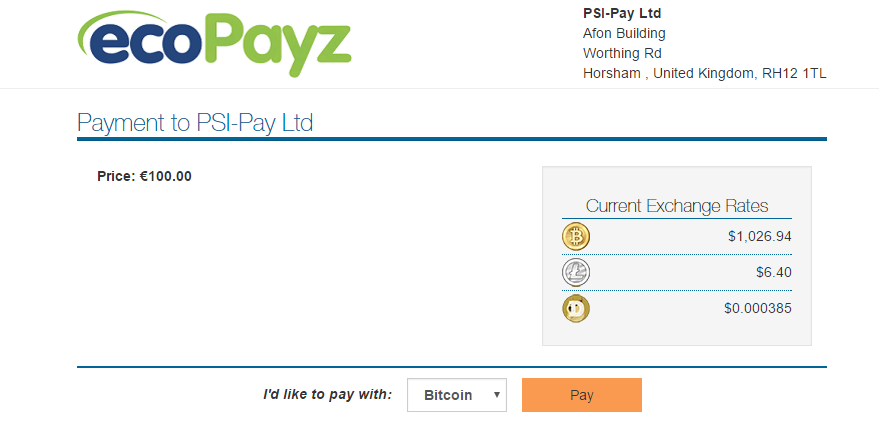 ecoPayz
PSI-Pay Ltd
Afon Building
Worthing Rd
Horsham , United Kingdom, RH12 1TL
Payment to PSI-Pay Ltd
Price: €100.00
Current Exchange Rates
$1,026.94
$6.40
$0.000385
I'd like to pay with: Bitcoin Pay